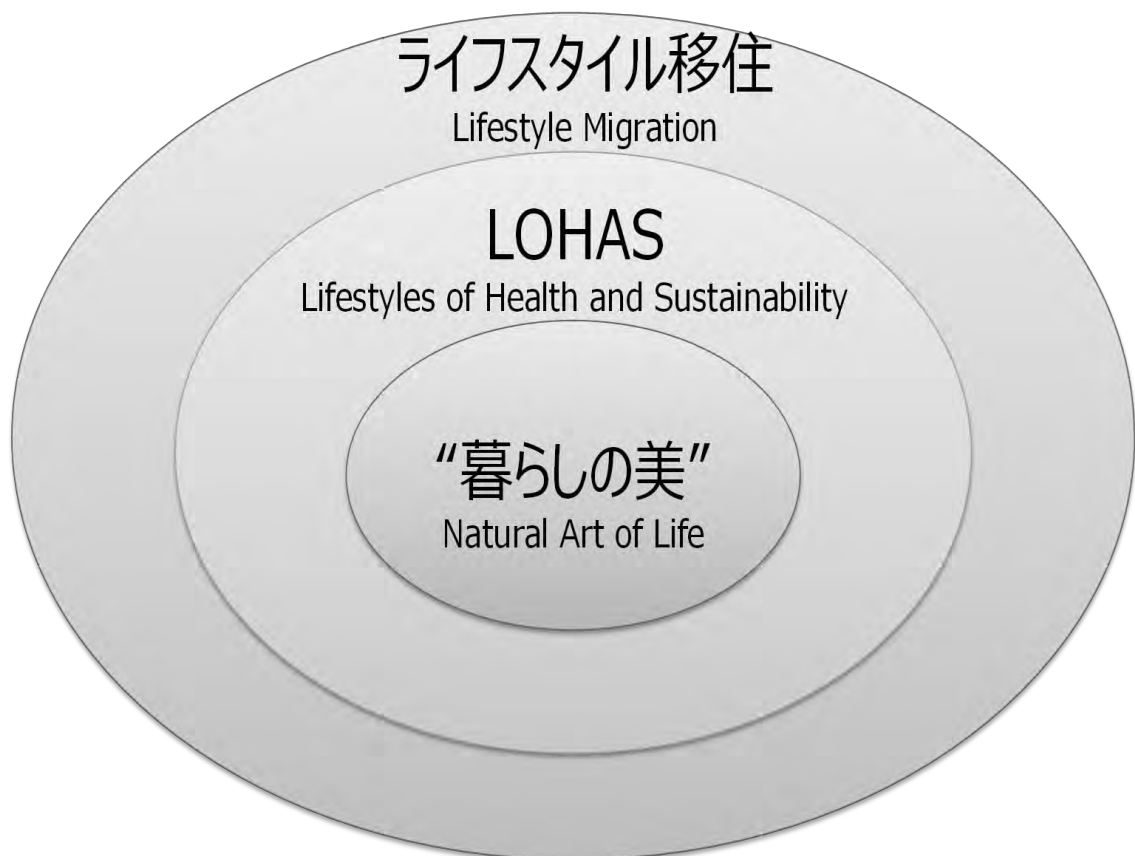 ライフスタイル移住
Lifestyle Migration
LOHAS
Lifestyles of Health and Sustainability
“暮らしの美”
Natural Art of Life